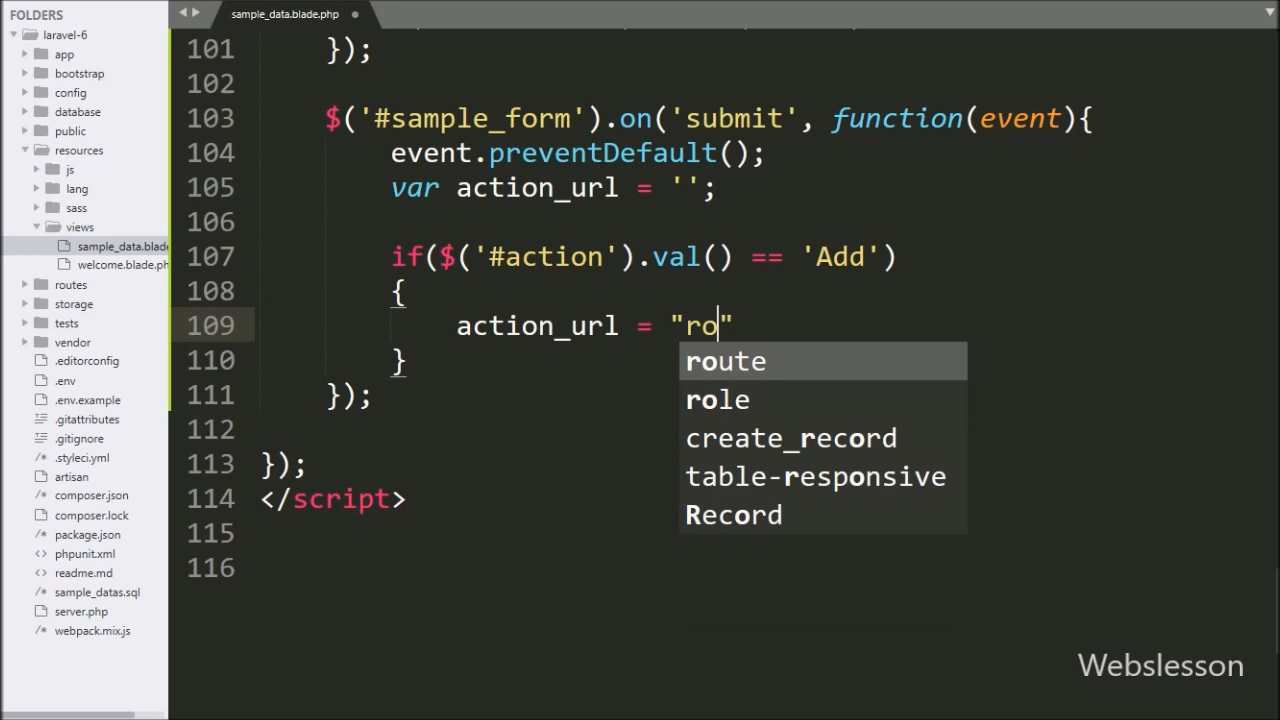 FOLDERS
laravel-6
app
bootstrap
config
database
public
resources
js
lang
sass
views
sample_data.blade
welcome.blade.ph
routes
storage
tests
vendor
.editorconfig
.env
.env.example
.gitattributes
.gitignore
.styleci.yml
artisan
composer.json
composer.lock
package.json
phpunit.xml
readme.md
sample_datas.sql
server.php
webpack.mix.js
sample_data.blade.php
101 });
102
103 $('#sample_form').on('submit', function(event){
104 event.preventDefault();
105 var action_url = '';
106
107 if($('#action').val() == 'Add')
108 {
109 action_url = "ro"
110 }
111 });
112
113 });
114 </script>
115
116
route
role
create_record
table-responsive
Record
Webslesson